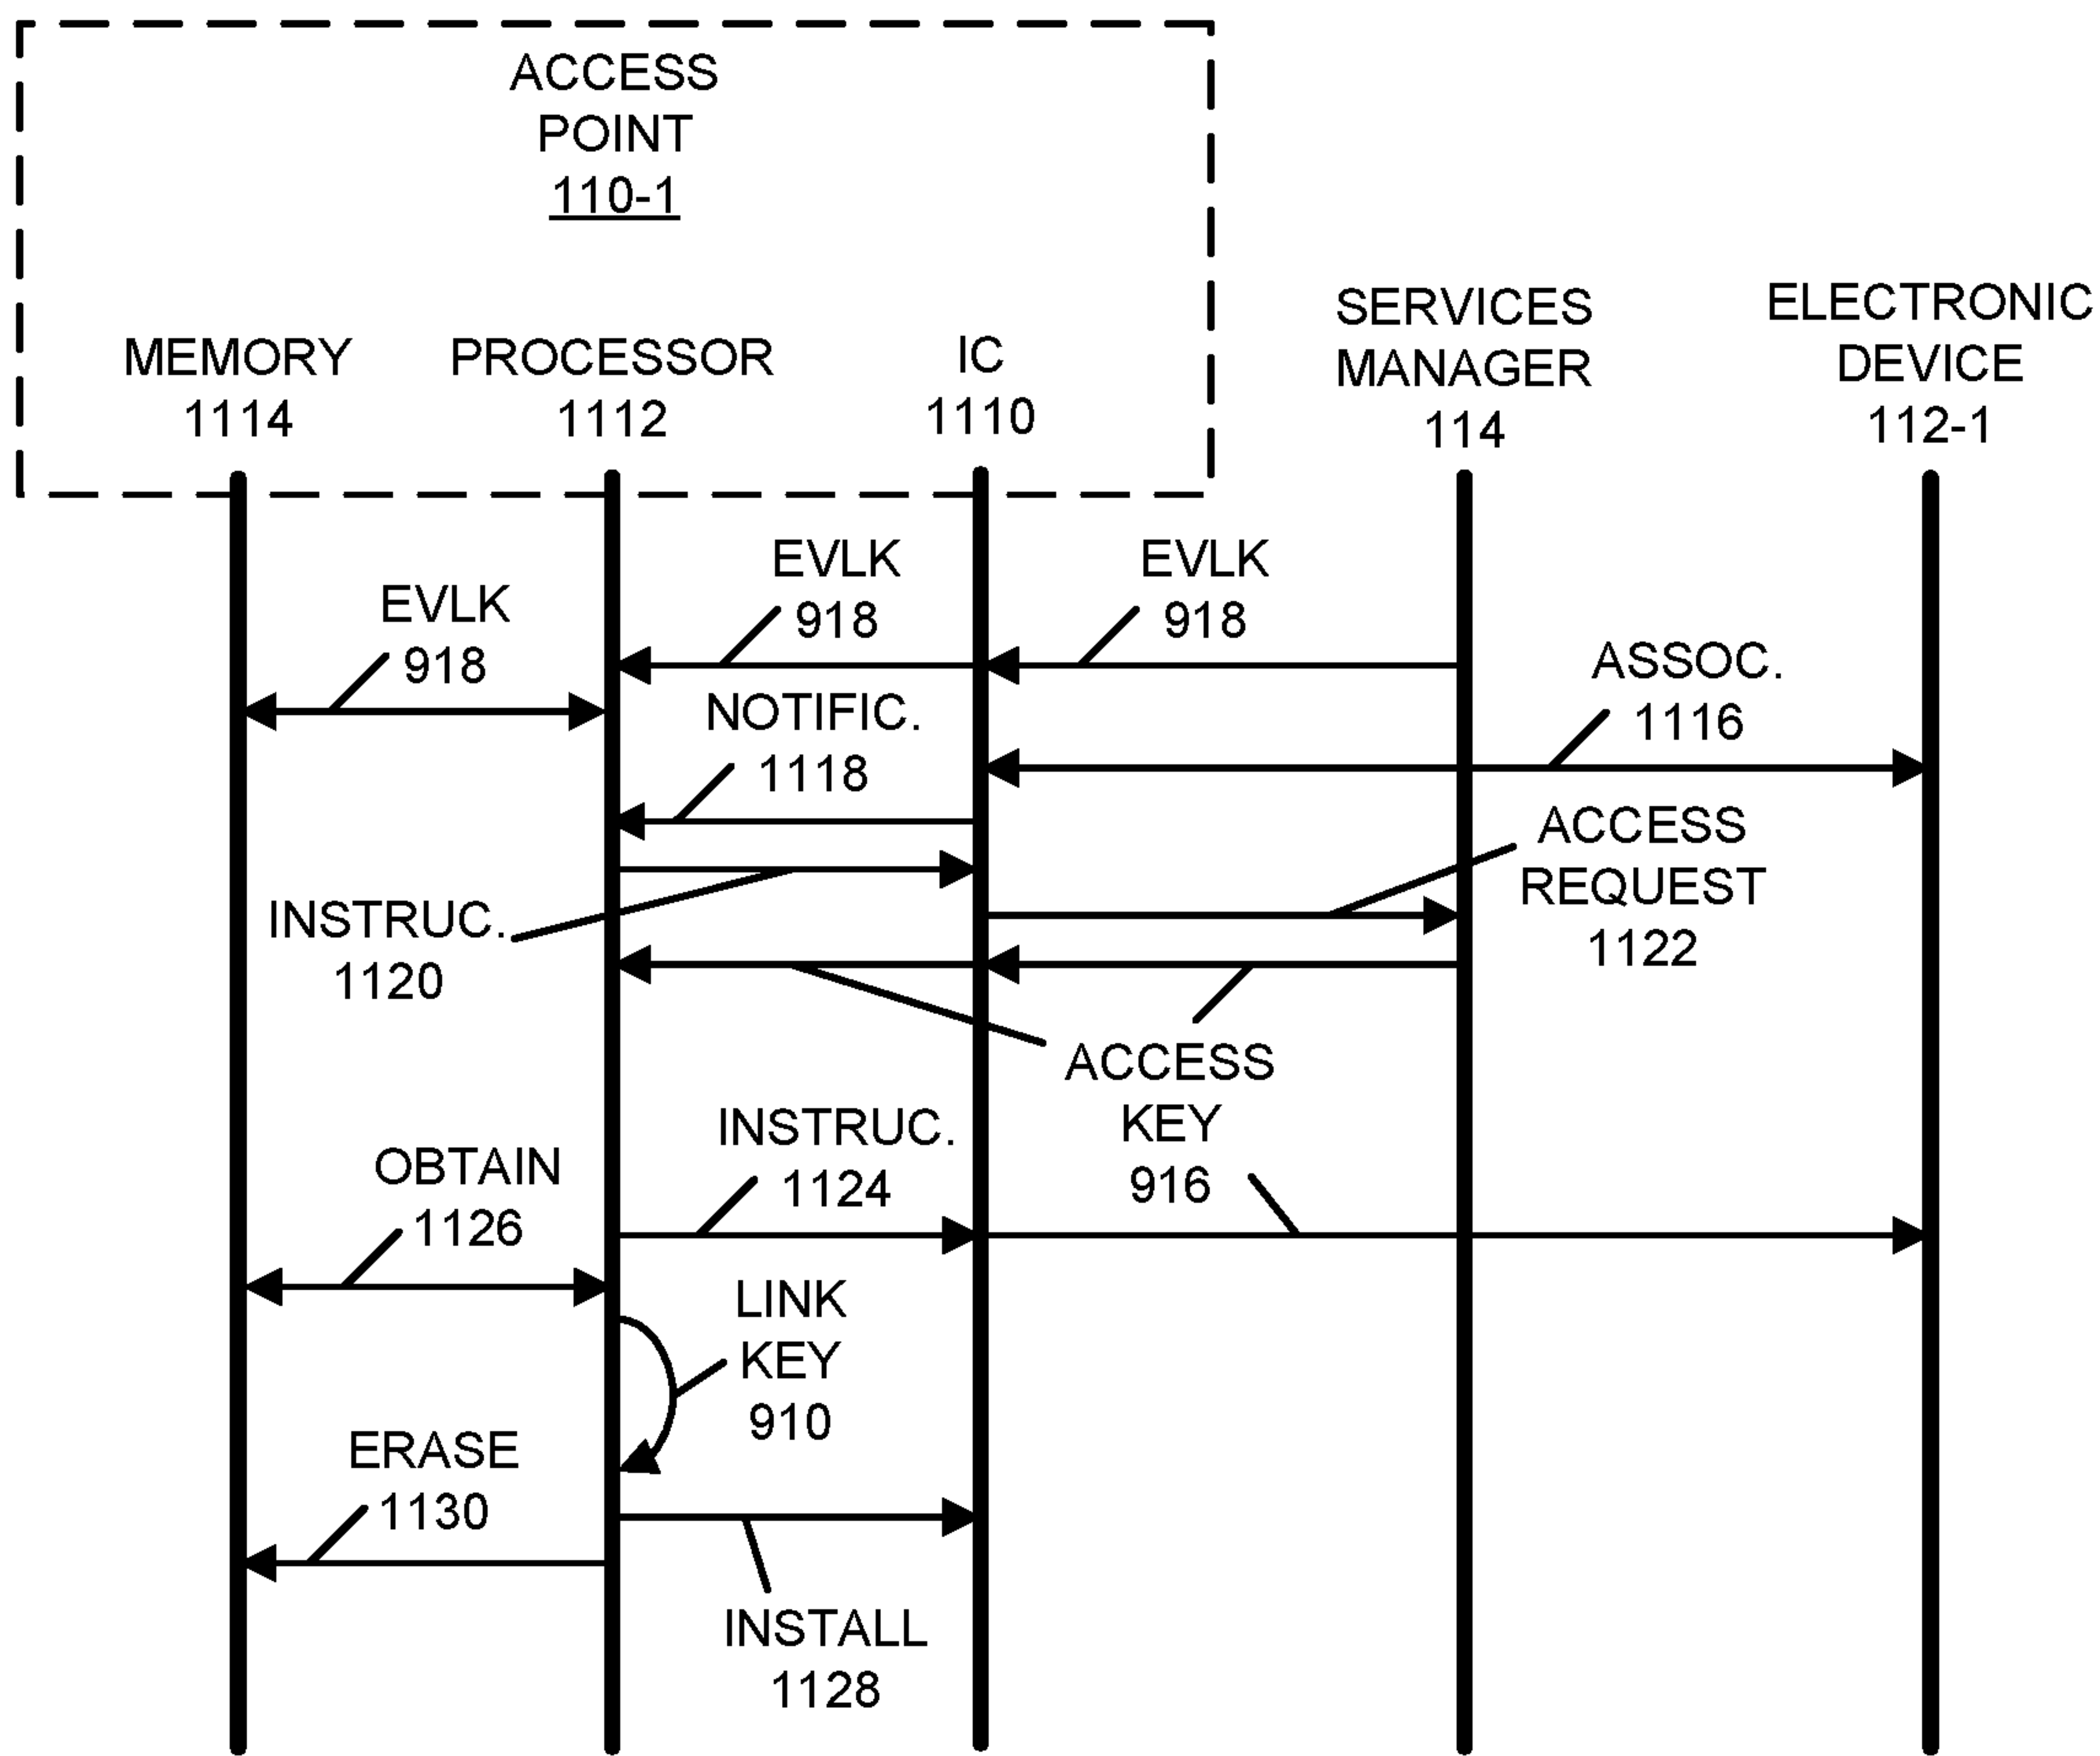 ACCESS
POINT
110-1
MEMORY
1114
PROCESSOR
1112
IC
1110
SERVICES
MANAGER
114
ELECTRONIC
DEVICE
112-1
EVLK
918
EVLK
918
EVLK
918
ASSOC.
1116
NOTIFIC.
1118
ACCESS
REQUEST
1122
INSTRUC.
1120
ACCESS
KEY
916
INSTRUC.
1124
OBTAIN
1126
LINK
KEY
910
ERASE
1130
INSTALL
1128